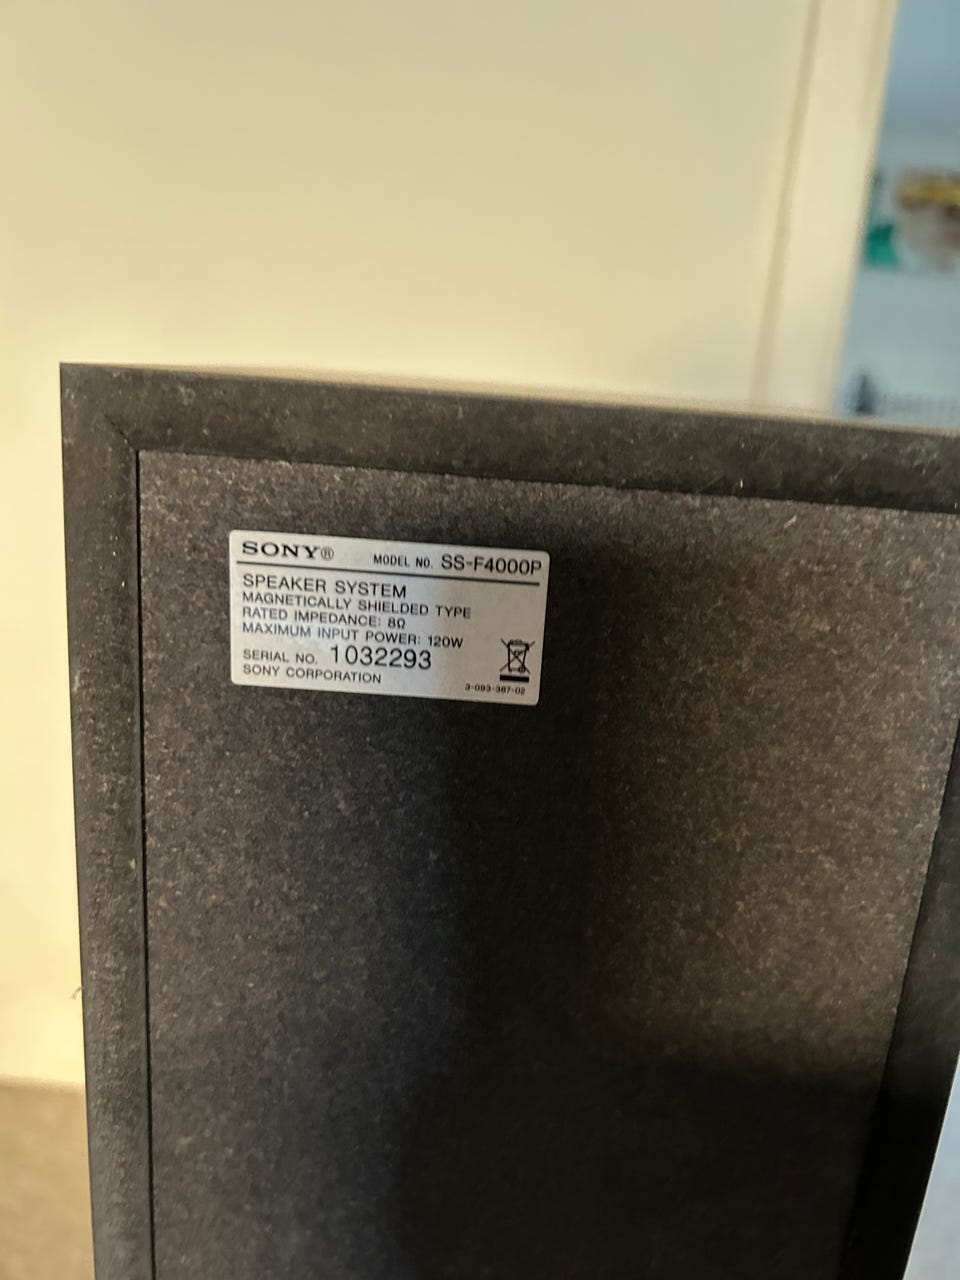 SONY® MODEL NO. SS-F4000P
SPEAKER SYSTEM
MAGNETICALLY SHIELDED TYPE
RATED IMPEDANCE: 8Ω
MAXIMUM INPUT POWER: 120W
SERIAL NO. 1032293
SONY CORPORATION
3-093-387-02